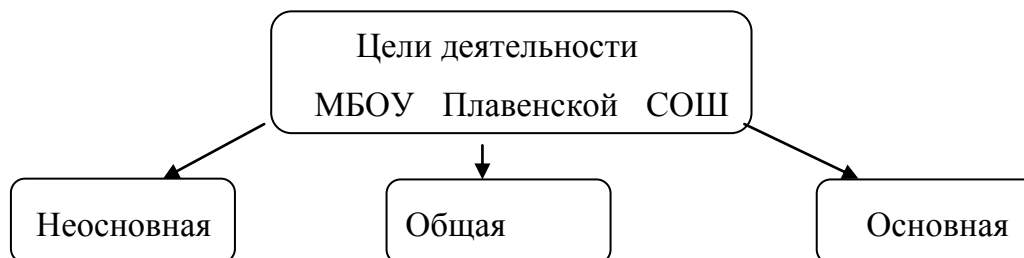 Цели деятельности
МБОУ Плавенской СОШ
Неосновная
Общая
Основная